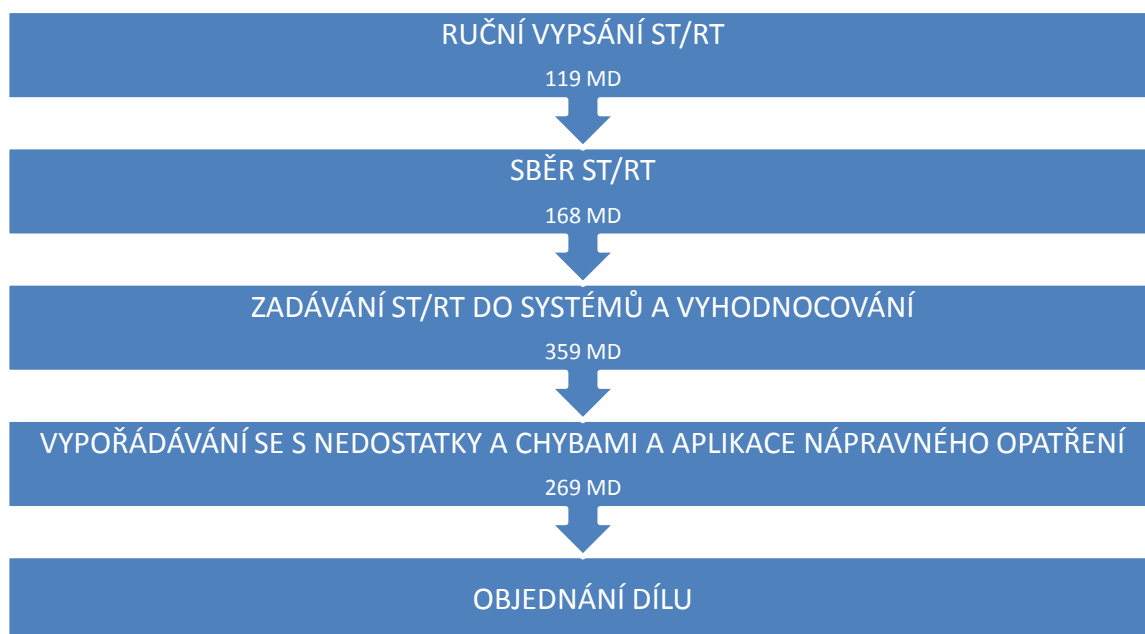 RUČNÍ VYPSÁNÍ ST/RT
119 MD
SBĚR ST/RT
168 MD
ZADÁVÁNÍ ST/RT DO SYSTÉMŮ A VYHODNOCOVÁNÍ
359 MD
VYPOŘÁDÁVÁNÍ SE S NEDOSTATKY A CHYBAMI A APLIKACE NÁPRAVNÉHO OPATŘENÍ
269 MD
OBJEDNÁNÍ DÍLU